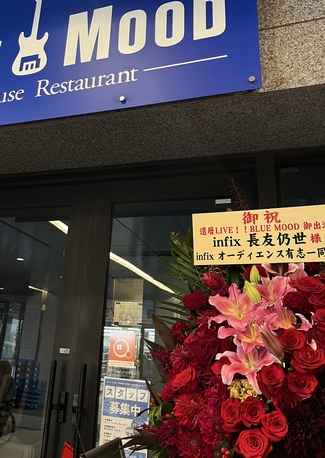 MOOD
use Restaurant
御祝
還暦LIVE!!BLUE MOOD 御出演
infix 長友仍世 様
infix オーディエンス有志一同
スタッフ
募集中